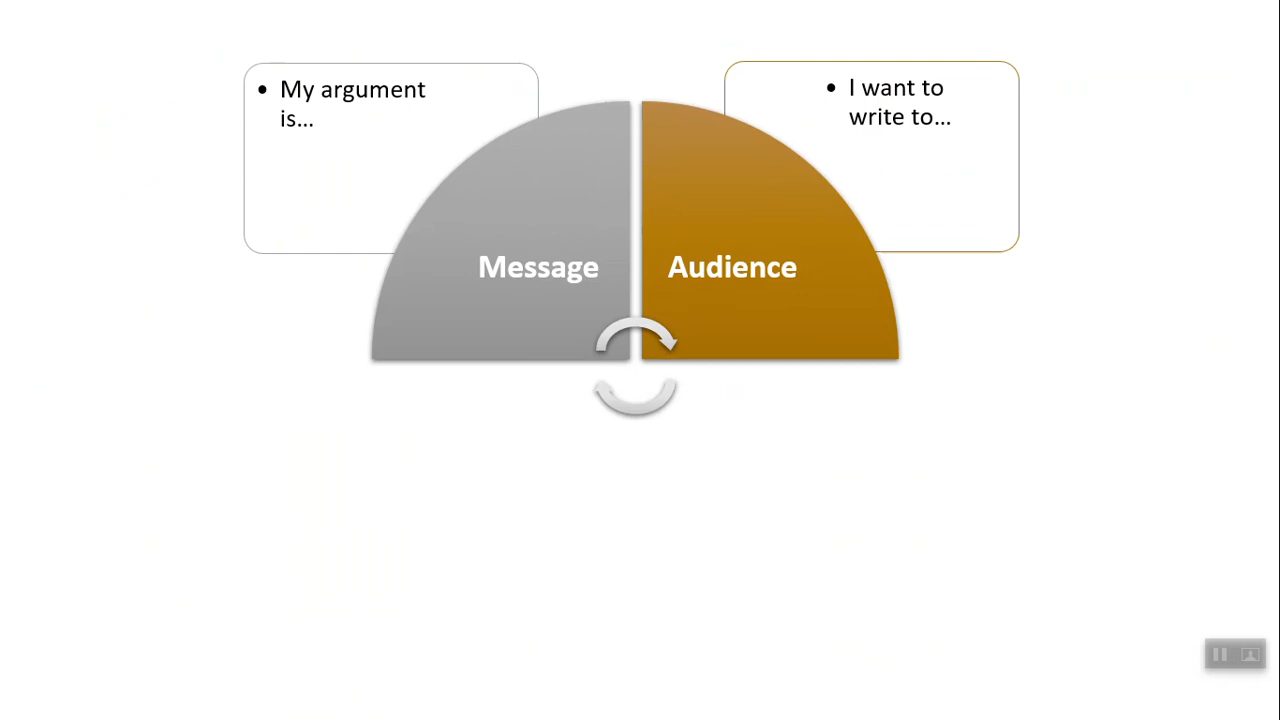 • My argument
is...
• I want to
write to...
Message
Audience